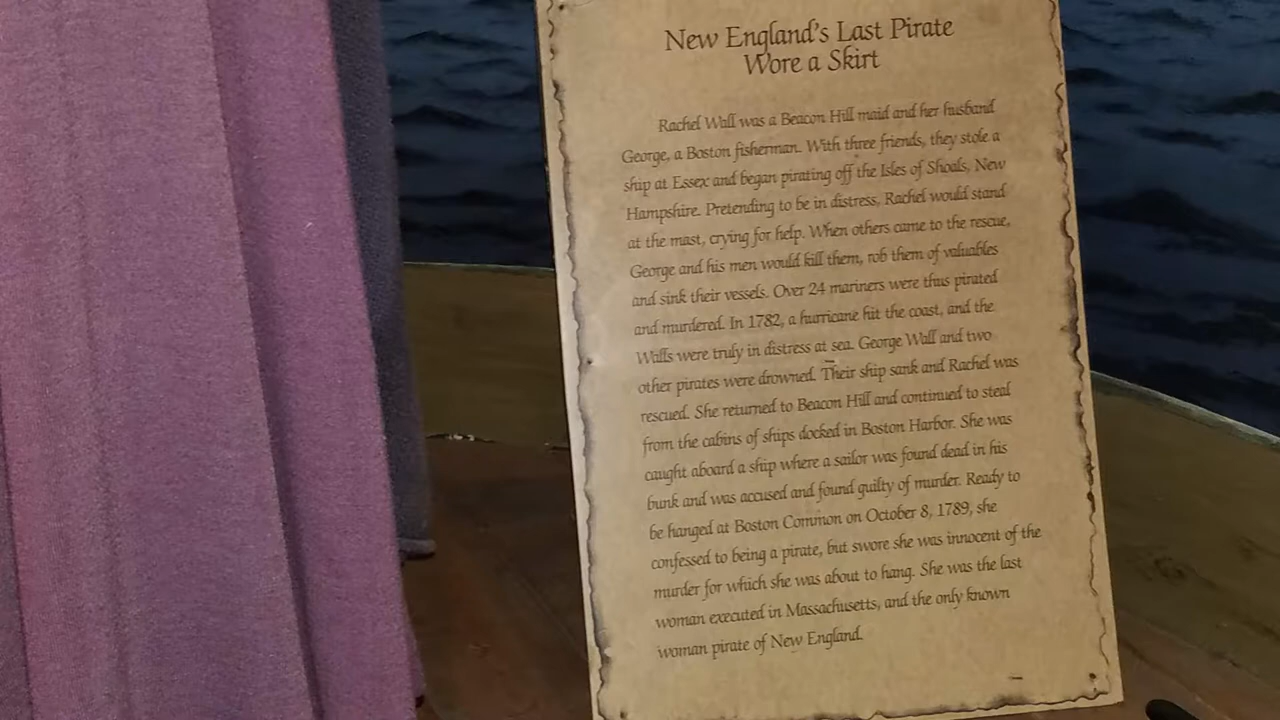 New England's Last Pirate
Wore a Skirt
Rachel Wall was a Beacon Hill maid and her husband
George, a Boston fisherman. With three friends, they stole a
ship at Essex and began pirating off the Isles of Shoals, New
Hampshire. Pretending to be in distress, Rachel would stand
at the mast, crying for help. When others came to the rescue,
George and his men would kill them, rob them of valuables
and sink their vessels. Over 24 mariners were thus pirated
and murdered. In 1782, a hurricane hit the coast, and the
Walls were truly in distress at sea. George Wall and two
other pirates were drowned. Their ship sank and Rachel was
rescued. She returned to Beacon Hill and continued to steal
from the cabins of ships docked in Boston Harbor. She was
caught aboard a ship where a sailor was found dead in his
bunk and was accused and found guilty of murder. Ready to
be hanged at Boston Common on October 8, 1789, she
confessed to being a pirate, but swore she was innocent of the
murder for which she was about to hang. She was the last
woman executed in Massachusetts, and the only known
woman pirate of New England.